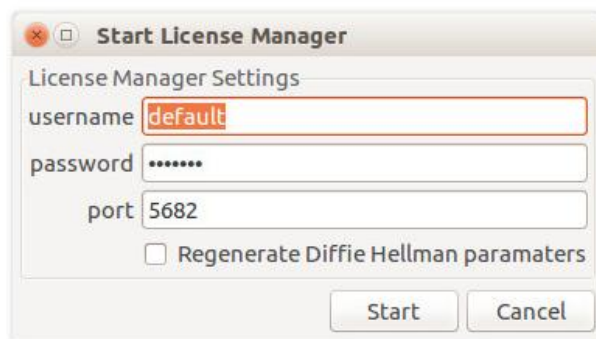 Start License Manager
License Manager Settings
username default
password •••••••
port 5682
Regenerate Diffie Hellman paramaters
Start Cancel